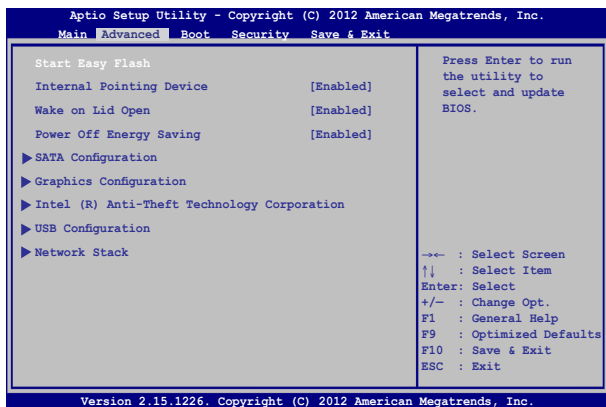 Aptio Setup Utility - Copyright (C) 2012 American Megatrends, Inc.
Main Advanced Boot Security Save & Exit
Start Easy Flash
Internal Pointing Device [Enabled]
Wake on Lid Open [Enabled]
Power Off Energy Saving [Enabled]
SATA Configuration
Graphics Configuration
Intel (R) Anti-Theft Technology Corporation
USB Configuration
Network Stack
Press Enter to run
the utility to
select and update
BIOS.
→← : Select Screen
↑↓ : Select Item
Enter: Select
+/— : Change Opt.
F1 : General Help
F9 : Optimized Defaults
F10 : Save & Exit
ESC : Exit
Version 2.15.1226. Copyright (C) 2012 American Megatrends, Inc.